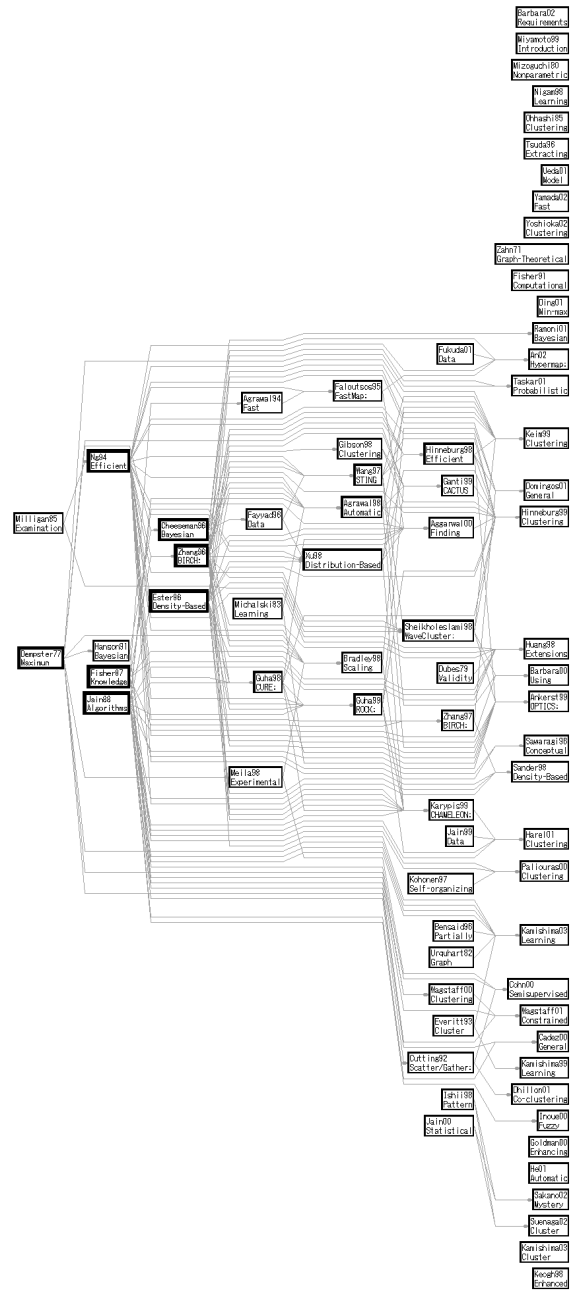 Barbara02
Requirements
Miyamoto99
Introduction
Mizoguchi80
Nonparametric
Nigam98
Learning
Ohhashi85
Clustering
Tsuda96
Extracting
Ueda01
Model
Yamada02
Fast
Yoshioka02
Clustering
Zahn71
Graph-Theoretical
Fisher91
Computational
Ding01
Min-max
Ramoni01
Bayesian
Fukuda01
Data
An02
Hypermap:
Taskar01
Probabilistic
Faloutsos95
FastMap:
Agrawal94
Fast
Keim99
Clustering
Gibson98
Clustering
Hinneburg98
Efficient
Ng94
Efficient
Wang97
STING
Ganti99
CACTUS
Domingos01
General
Agrawal98
Automatic
Hinneburg99
Clustering
Milligan85
Examination
Fayyad96
Data
Cheeseman96
Bayesian
Aggarwal00
Finding
Zhang96
BIRCH:
Xu98
Distribution-Based
Ester96
Density-Based
Michalski83
Learning
Sheikholeslami98
WaveCluster:
Hanson91
Bayesian
Dempster77
Maximun
Bradley98
Scaling
Huang98
Extensions
Fisher87
Knowledge
Guha98
CURE:
Dubes79
Validity
Barbara00
Using
Jain88
Algorithms
Guha99
ROCK:
Ankerst99
OPTICS:
Zhang97
BIRCH:
Sawaragi96
Conceptual
Meila98
Experimental
Sander98
Density-Based
Karypis99
CHAMELEON:
Jain99
Data
Harel01
Clustering
Paliouras00
Clustering
Kohonen97
Self-organizing
Bensaid96
Partially
Kamishima03
Learning
Urquhart82
Graph
Cohn00
Semisupervised
Wagstaff00
Clustering
Wagstaff01
Constrained
Everitt93
Cluster
Cadez00
General
Cutting92
Scatter/Gather:
Kamishima99
Learning
Dhillon01
Co-clustering
Ishii98
Pattern
Inoue00
Fuzzy
Jain00
Statistical
Goldman00
Enhancing
He01
Automatic
Sakano02
Mystery
Suenaga02
Cluster
Kamishima03
Cluster
Keogh98
Enhanced